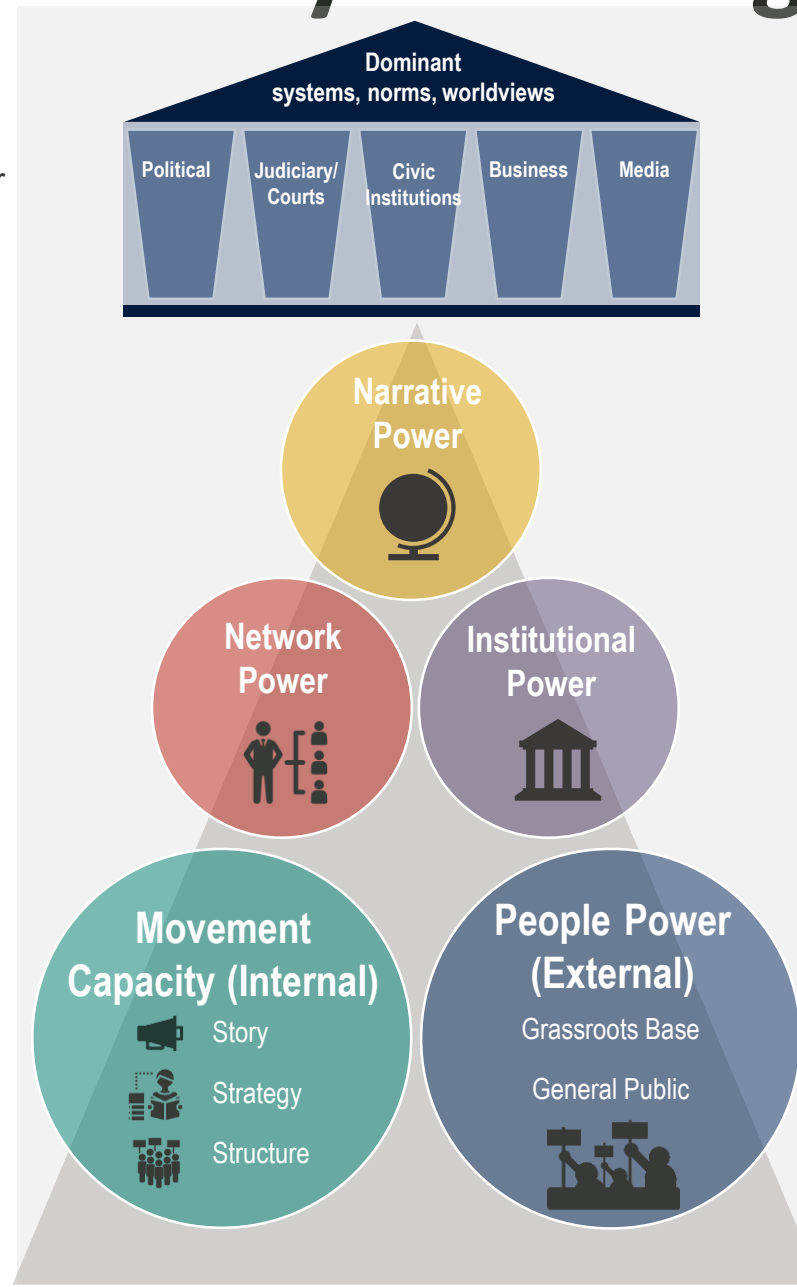 Dominant
systems, norms, worldviews
Political
Judiciary/
Courts
Civic
Institutions
Business
Media
Narrative
Power
Network
Power
Institutional
Power
Movement
Capacity (Internal)
Story
Strategy
Structure
People Power
(External)
Grassroots Base
General Public